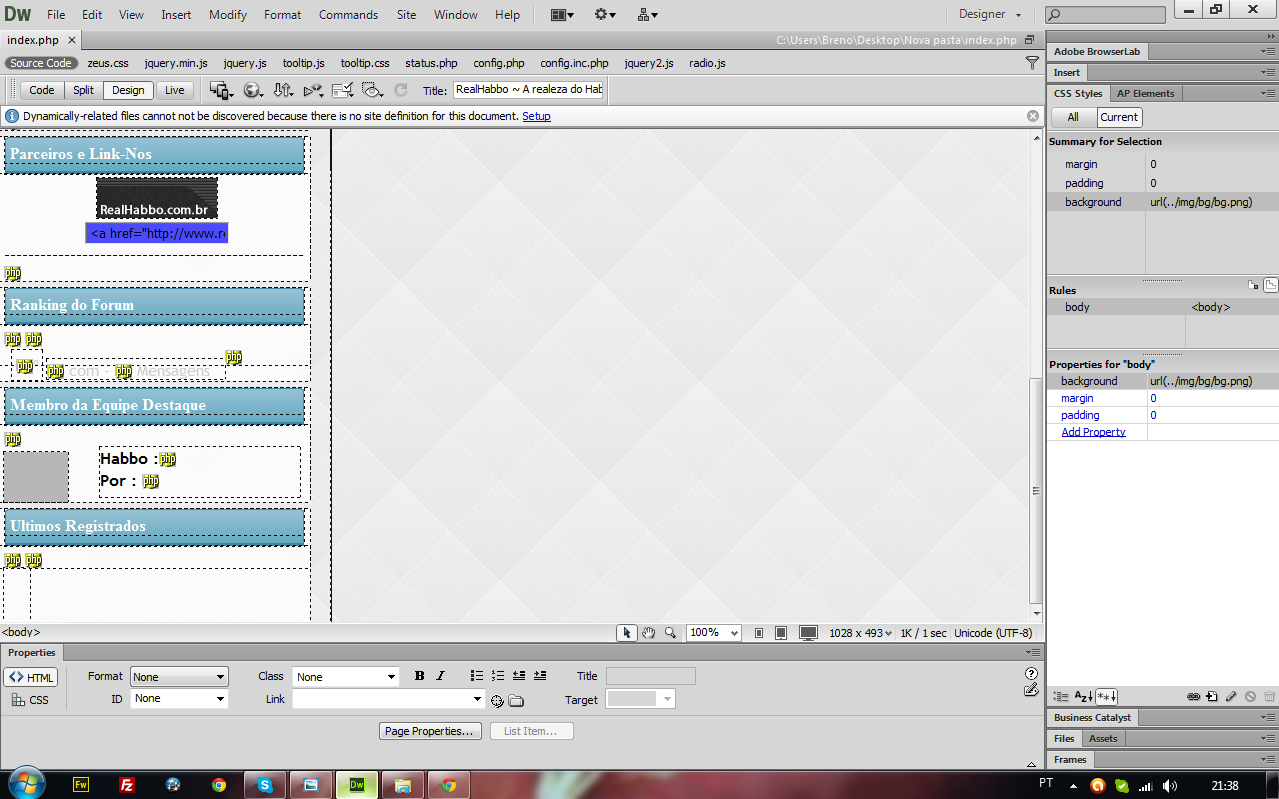 Dw File Edit View Insert Modify Format Commands Site Window Help Designer
index.php C:\Users\Breno\Desktop\Nova pasta\index.php
Source Code zeus.css jquery.min.js jquery.js tooltip.js tooltip.css status.php config.php config.inc.php jquery2.js radio.js
Code Split Design Live Title: RealHabbo ~ A realeza do Hab
Dynamically-related files cannot not be discovered because there is no site definition for this document. Setup
Parceiros e Link-Nos
RealHabbo.com.br
<a href="http://www.re
php
Ranking do Forum
php php
php php com - php Mensagens php
Membro da Equipe Destaque
php
Habbo : php
Por : php
Ultimos Registrados
php php
<body> 100% 1028 x 493 1K / 1 sec Unicode (UTF-8)
Properties
HTML Format None Class None B I Title
CSS ID None Link Target
Page Properties... List Item...
Adobe BrowserLab
Insert
CSS Styles AP Elements
All Current
Summary for Selection
margin 0
padding 0
background url(../img/bg/bg.png)
Rules
body <body>
Properties for "body"
background url(../img/bg/bg.png)
margin 0
padding 0
Add Property
Az
Business Catalyst
Files Assets
Frames
Fw Fz S Dw PT 21:38